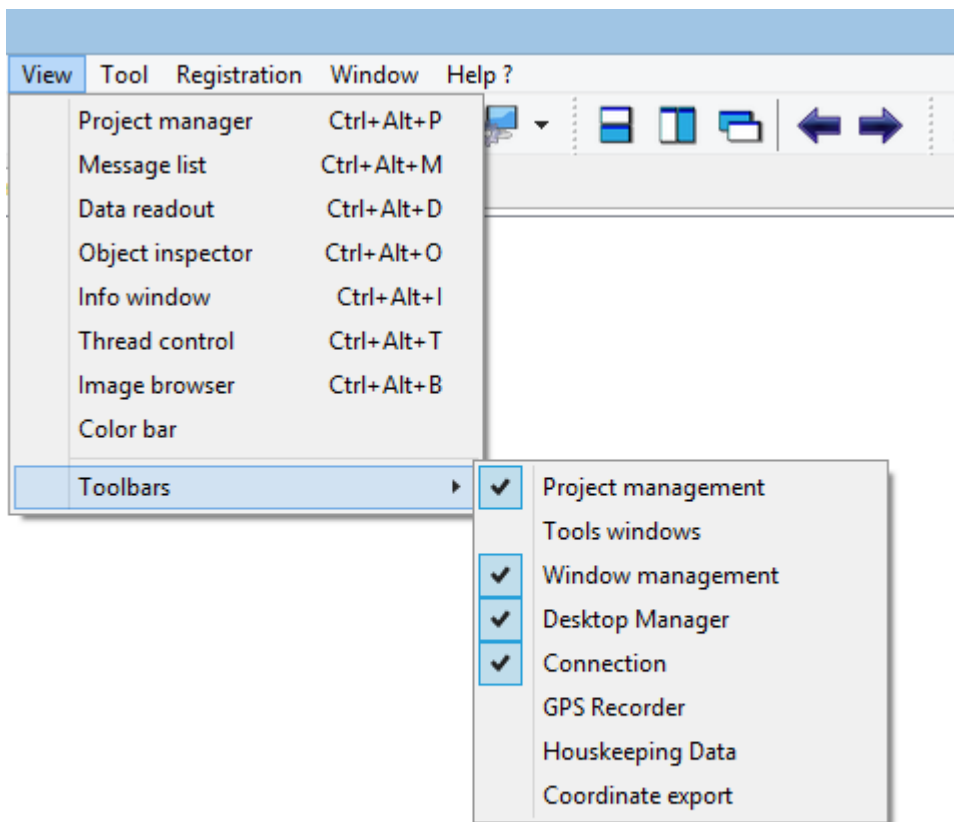 View Tool Registration Window Help ?
Project manager Ctrl+Alt+P
Message list Ctrl+Alt+M
Data readout Ctrl+Alt+D
Object inspector Ctrl+Alt+O
Info window Ctrl+Alt+I
Thread control Ctrl+Alt+T
Image browser Ctrl+Alt+B
Color bar
Toolbars
Project management
Tools windows
Window management
Desktop Manager
Connection
GPS Recorder
Houskeeping Data
Coordinate export